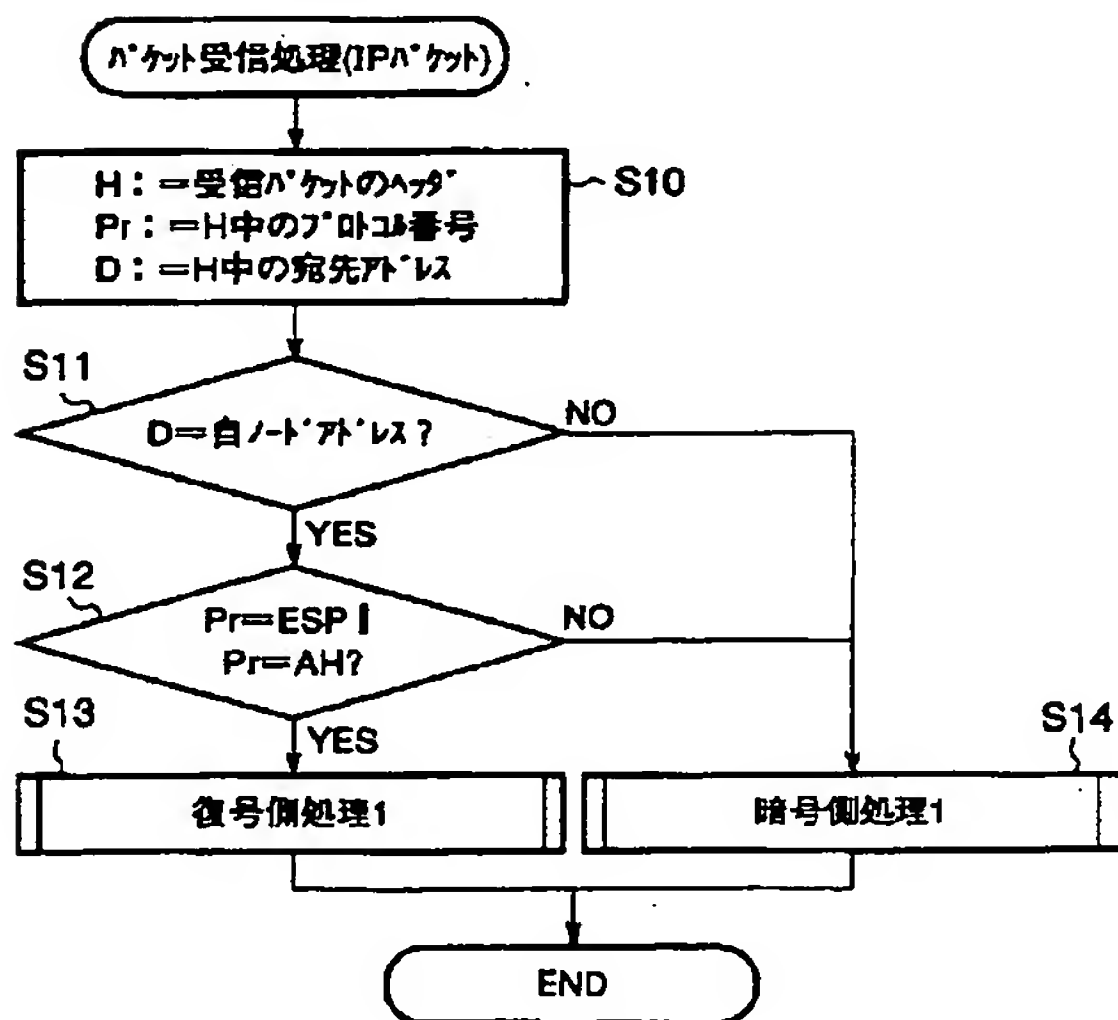 パケット受信処理(IPパケット)
H:=受信パケットのヘッダ
Pr:=H中のプロトコル番号
D:=H中の宛先アドレス
S10
S11
D=自ノードアドレス?
NO
YES
S12
Pr=ESP ||
Pr=AH?
NO
S13
YES
S14
復号側処理1
暗号側処理1
END